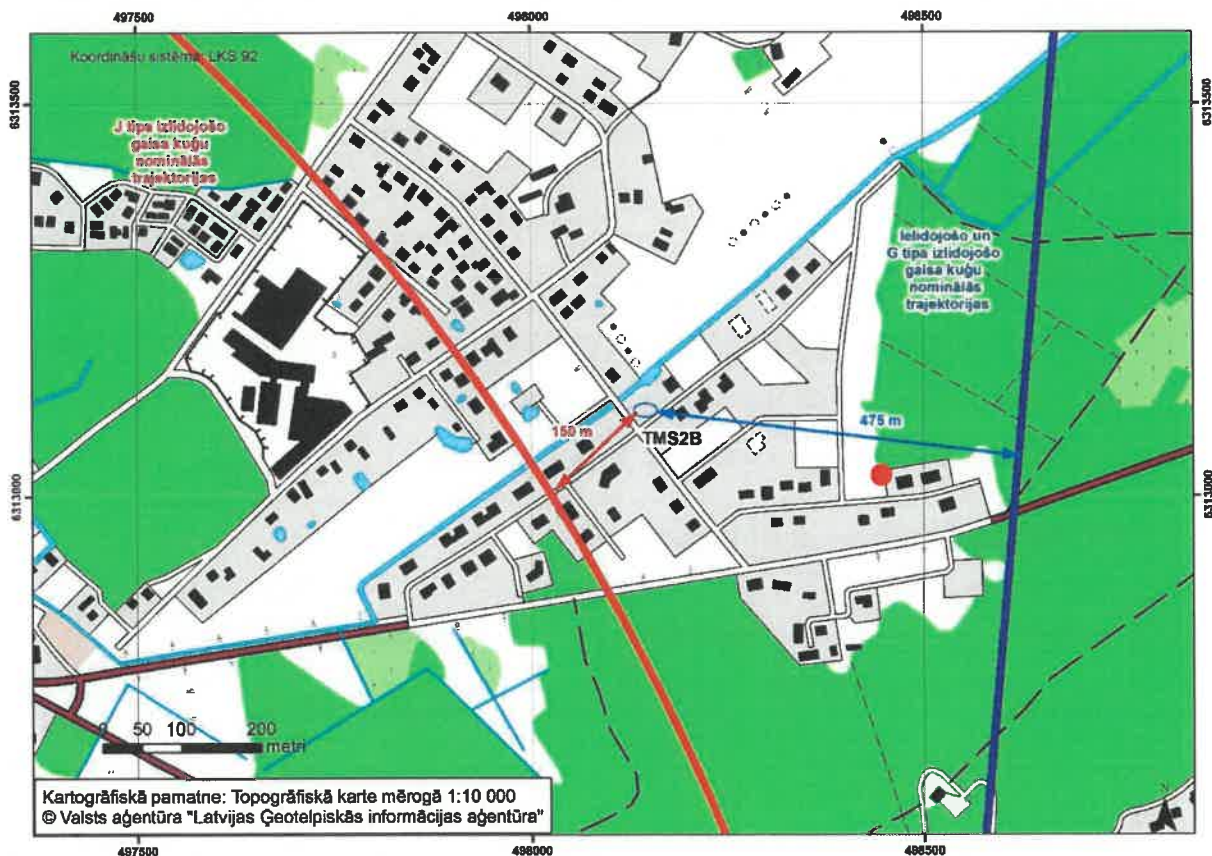 497500
498000
498500
Koordināšu sistēma: LKS 92
6313500
6313500
J tipa izlidojošo
gaisa kuģu
nominālās
trajektorijas
Ielidojošo un
G tipa izlidojošo
gaisa kuģu
nominālās
trajektorijas
150 m
TMS2B
475 m
6313000
6313000
0 50 100 200
metri
Kartogrāfiskā pamatne: Topogrāfiskā karte mērogā 1:10 000
© Valsts aģentūra "Latvijas Ģeotelpiskās informācijas aģentūra"
497500
498000
498500